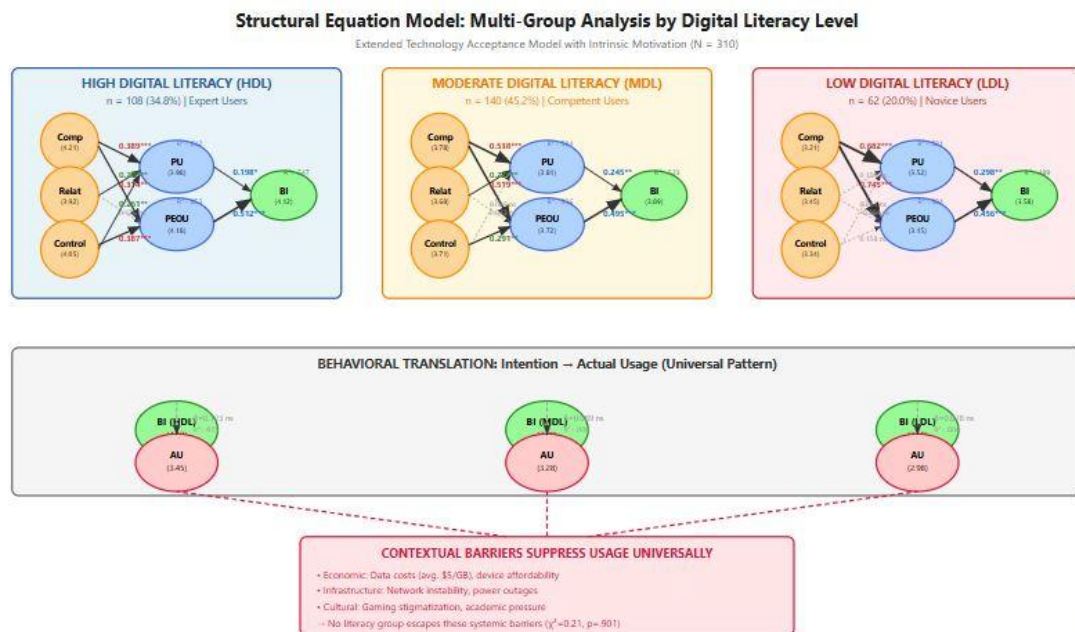 Structural Equation Model: Multi-Group Analysis by Digital Literacy Level
Extended Technology Acceptance Model with Intrinsic Motivation (N = 310)
HIGH DIGITAL LITERACY (HDL)
n = 108 (34.8%) | Expert Users
Comp
(4.21)
Relat
(3.92)
Control
(4.05)
PU
(3.96)
PEOU
(4.18)
BI
(4.12)
0.389***
0.387***
0.198*
0.512***
MODERATE DIGITAL LITERACY (MDL)
n = 140 (45.2%) | Competent Users
Comp
(3.78)
Relat
(3.68)
Control
(3.71)
PU
(3.81)
PEOU
(3.72)
BI
(3.89)
0.538***
0.519***
0.291**
0.245**
0.495***
LOW DIGITAL LITERACY (LDL)
n = 62 (20.0%) | Novice Users
Comp
(3.21)
Relat
(3.45)
Control
(3.34)
PU
(3.52)
PEOU
(3.15)
BI
(3.58)
0.682***
0.745***
0.298**
0.456***
BEHAVIORAL TRANSLATION: Intention → Actual Usage (Universal Pattern)
BI (HDL)
AU
(3.45)
BI (MDL)
AU
(3.28)
BI (LDL)
AU
(2.98)
CONTEXTUAL BARRIERS SUPPRESS USAGE UNIVERSALLY
• Economic: Data costs (avg. $5/GB), device affordability
• Infrastructure: Network instability, power outages
• Cultural: Gaming stigmatization, academic pressure
→ No literacy group escapes these systemic barriers (χ²=0.21, p=.901)